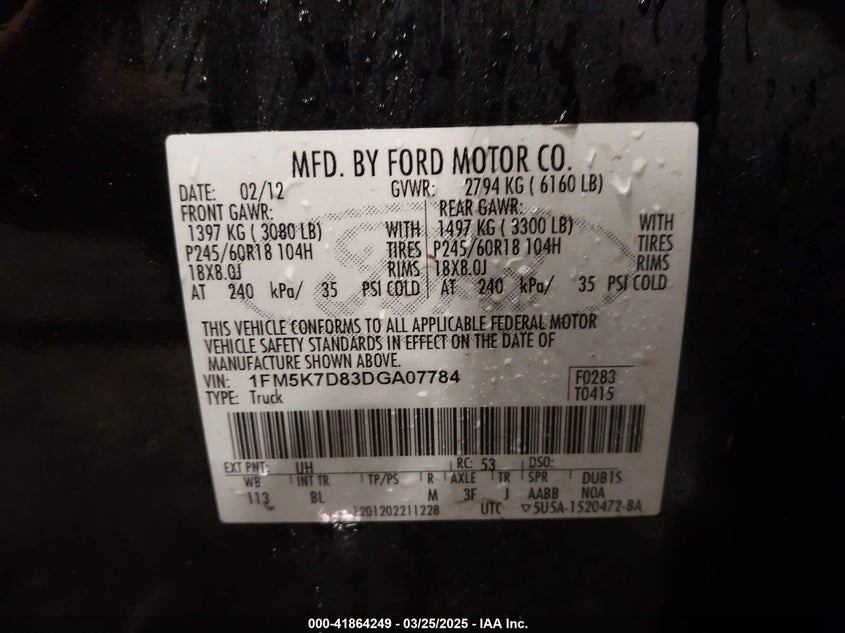 MFD. BY FORD MOTOR CO.
DATE: 02/12 GVWR: 2794 KG ( 6160 LB)
FRONT GAWR: REAR GAWR:
1397 KG ( 3080 LB) WITH 1497 KG ( 3300 LB) WITH
P245/60R18 104H TIRES P245/60R18 104H TIRES
18X8.0J RIMS 18X8.0J RIMS
AT 240 kPa/ 35 PSI COLD AT 240 kPa/ 35 PSI COLD
THIS VEHICLE CONFORMS TO ALL APPLICABLE FEDERAL MOTOR
VEHICLE SAFETY STANDARDS IN EFFECT ON THE DATE OF
MANUFACTURE SHOWN ABOVE.
VIN: 1FM5K7D83DGA07784 F0283
TYPE: Truck T0415
EXT PNT: UH RC: 53 DSO:
WB INT TR TP/PS R AXLE TR SPR DUB1S
113 BL M 3F J AABB N0A
1201202211228 UTC ▽5U5A-1520472-BA
000-41864249 - 03/25/2025 - IAA Inc.